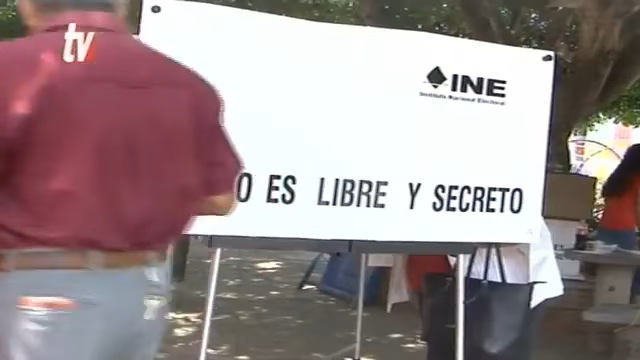 tv
INE
Instituto Nacional Electoral
O ES LIBRE Y SECRETO